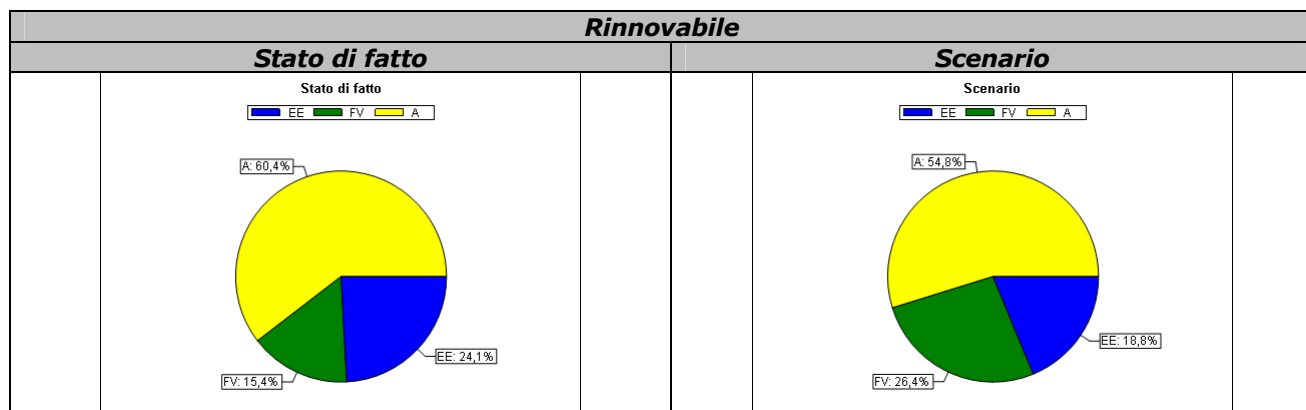 Rinnovabile
Stato di fatto Scenario
Stato di fatto
EE FV A
A: 60,4%
EE: 24,1%
FV: 15,4%
Scenario
EE FV A
A: 54,8%
EE: 18,8%
FV: 26,4%